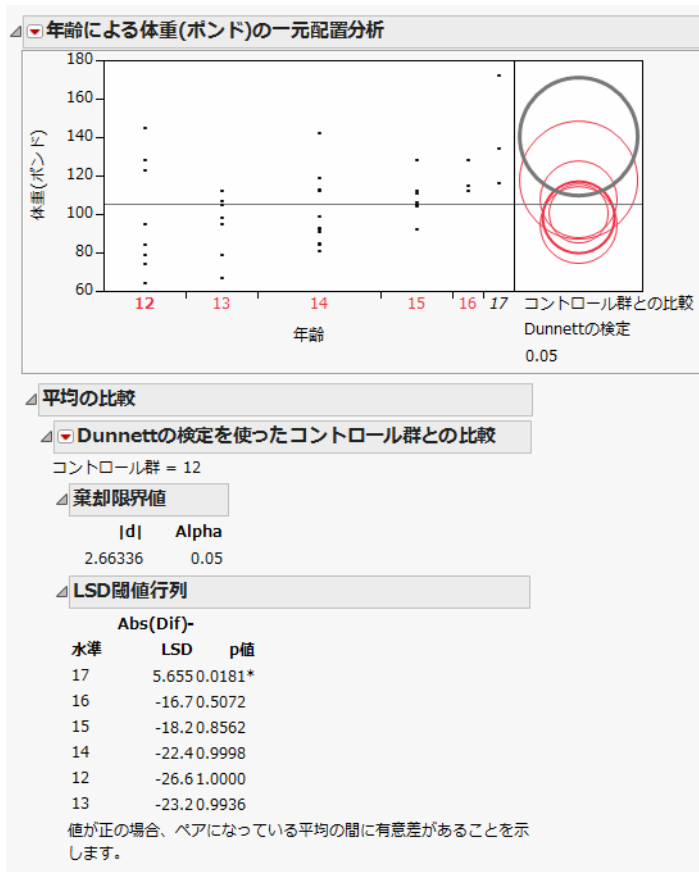 年齢による体重(ポンド)の一元配置分析
180
160
140
120
100
80
60
体重(ポンド)
12 13 14 15 16 17
年齢
コントロール群との比較
Dunnettの検定
0.05
平均の比較
Dunnettの検定を使ったコントロール群との比較
コントロール群 = 12
棄却限界値
|d| Alpha
2.66336 0.05
LSD閾値行列
Abs(Dif)-
水準 LSD p値
17 5.655 0.0181*
16 -16.7 0.5072
15 -18.2 0.8562
14 -22.4 0.9998
12 -26.6 1.0000
13 -23.2 0.9936
値が正の場合、ペアになっている平均の間に有意差があることを示
します。